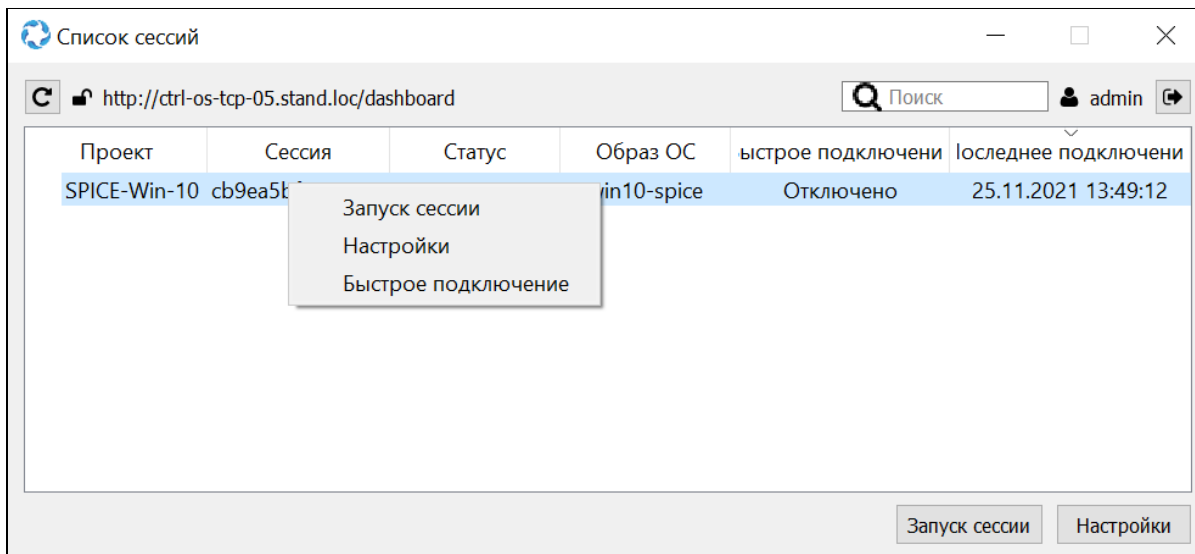 Список сессий
http://ctrl-os-tcp-05.stand.loc/dashboard Поиск admin
Проект Сессия Статус Образ ОС ыстрое подключени оследнее подключени
SPICE-Win-10 cb9ea5b in10-spice Отключено 25.11.2021 13:49:12
Запуск сессии
Настройки
Быстрое подключение
Запуск сессии Настройки